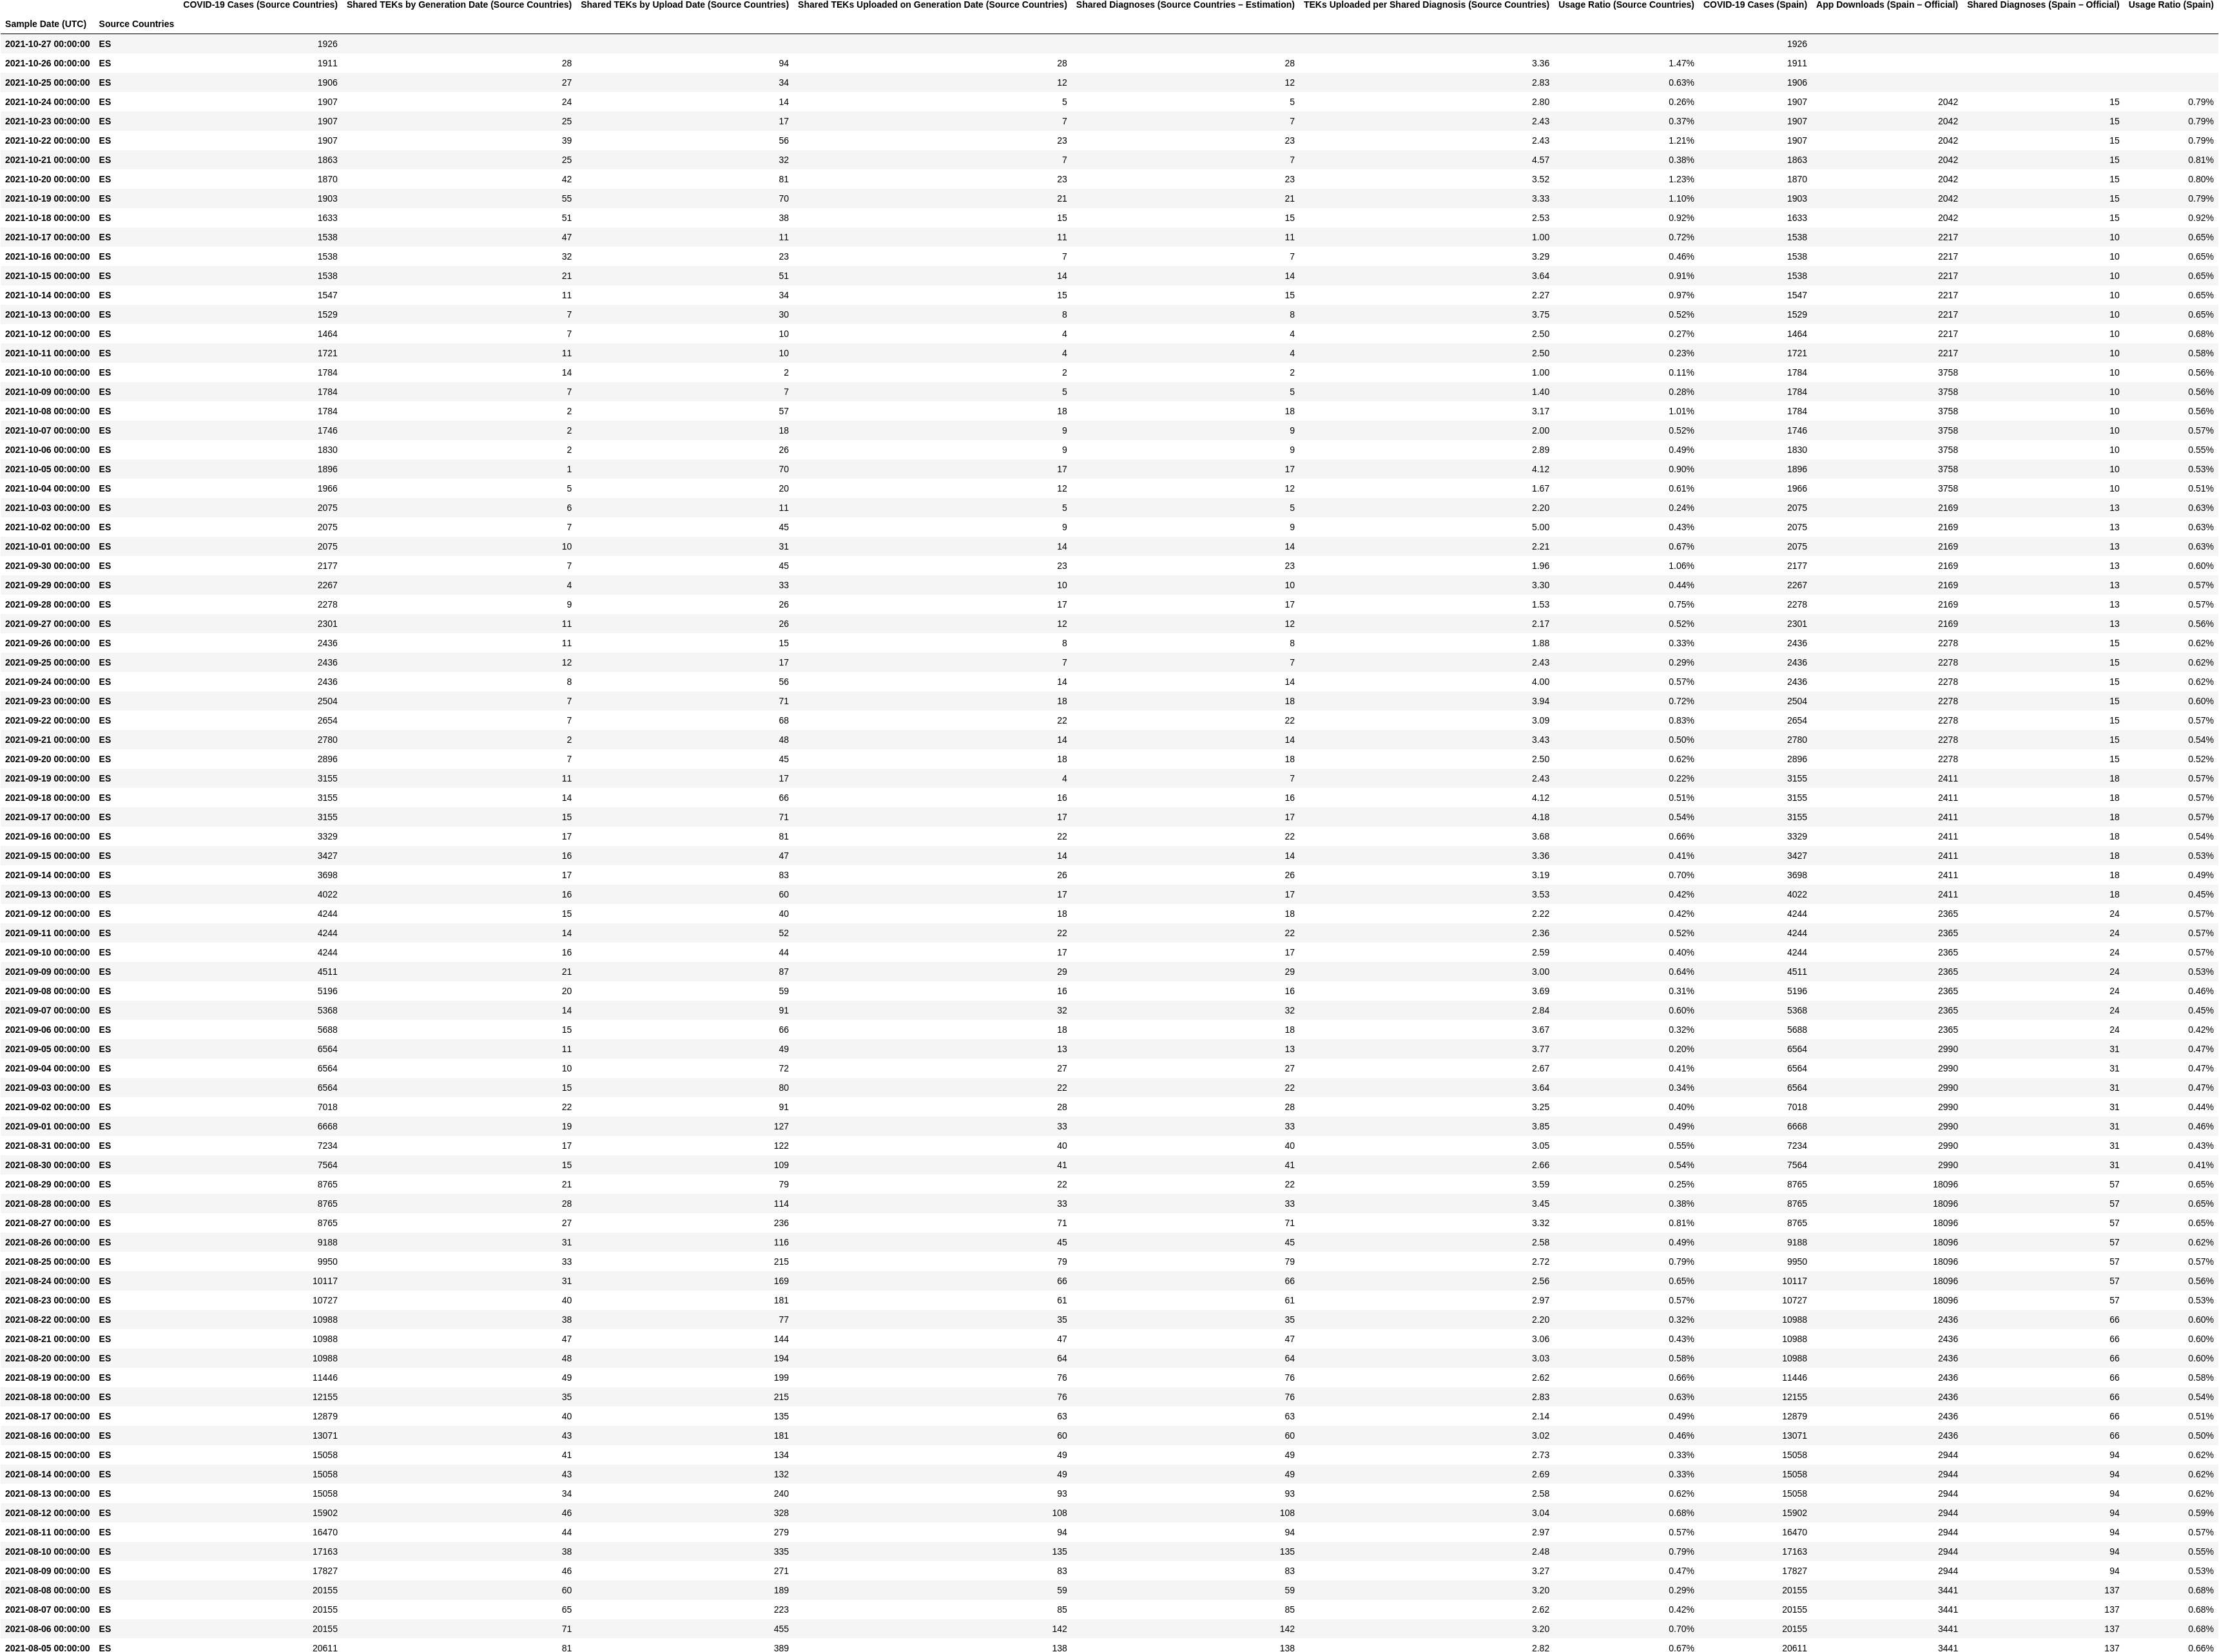 COVID-19 Cases (Source Countries) Shared TEKs by Generation Date (Source Countries) Shared TEKs by Upload Date (Source Countries) Shared TEKs Uploaded on Generation Date (Source Countries) Shared Diagnoses (Source Countries – Estimation) TEKs Uploaded per Shared Diagnosis (Source Countries) Usage Ratio (Source Countries) COVID-19 Cases (Spain) App Downloads (Spain – Official) Shared Diagnoses (Spain – Official) Usage Ratio (Spain)
Sample Date (UTC) Source Countries
2021-10-27 00:00:00 ES 1926 1926
2021-10-26 00:00:00 ES 1911 28 94 28 28 3.36 1.47% 1911
2021-10-25 00:00:00 ES 1906 27 34 12 12 2.83 0.63% 1906
2021-10-24 00:00:00 ES 1907 24 14 5 5 2.80 0.26% 1907 2042 15 0.79%
2021-10-23 00:00:00 ES 1907 25 17 7 7 2.43 0.37% 1907 2042 15 0.79%
2021-10-22 00:00:00 ES 1907 39 56 23 23 2.43 1.21% 1907 2042 15 0.79%
2021-10-21 00:00:00 ES 1863 25 32 7 7 4.57 0.38% 1863 2042 15 0.81%
2021-10-20 00:00:00 ES 1870 42 81 23 23 3.52 1.23% 1870 2042 15 0.80%
2021-10-19 00:00:00 ES 1903 55 70 21 21 3.33 1.10% 1903 2042 15 0.79%
2021-10-18 00:00:00 ES 1633 51 38 15 15 2.53 0.92% 1633 2042 15 0.92%
2021-10-17 00:00:00 ES 1538 47 11 11 11 1.00 0.72% 1538 2217 10 0.65%
2021-10-16 00:00:00 ES 1538 32 23 7 7 3.29 0.46% 1538 2217 10 0.65%
2021-10-15 00:00:00 ES 1538 21 51 14 14 3.64 0.91% 1538 2217 10 0.65%
2021-10-14 00:00:00 ES 1547 11 34 15 15 2.27 0.97% 1547 2217 10 0.65%
2021-10-13 00:00:00 ES 1529 7 30 8 8 3.75 0.52% 1529 2217 10 0.65%
2021-10-12 00:00:00 ES 1464 7 10 4 4 2.50 0.27% 1464 2217 10 0.68%
2021-10-11 00:00:00 ES 1721 11 10 4 4 2.50 0.23% 1721 2217 10 0.58%
2021-10-10 00:00:00 ES 1784 14 2 2 2 1.00 0.11% 1784 3758 10 0.56%
2021-10-09 00:00:00 ES 1784 7 7 5 5 1.40 0.28% 1784 3758 10 0.56%
2021-10-08 00:00:00 ES 1784 2 57 18 18 3.17 1.01% 1784 3758 10 0.56%
2021-10-07 00:00:00 ES 1746 2 18 9 9 2.00 0.52% 1746 3758 10 0.57%
2021-10-06 00:00:00 ES 1830 2 26 9 9 2.89 0.49% 1830 3758 10 0.55%
2021-10-05 00:00:00 ES 1896 1 70 17 17 4.12 0.90% 1896 3758 10 0.53%
2021-10-04 00:00:00 ES 1966 5 20 12 12 1.67 0.61% 1966 3758 10 0.51%
2021-10-03 00:00:00 ES 2075 6 11 5 5 2.20 0.24% 2075 2169 13 0.63%
2021-10-02 00:00:00 ES 2075 7 45 9 9 5.00 0.43% 2075 2169 13 0.63%
2021-10-01 00:00:00 ES 2075 10 31 14 14 2.21 0.67% 2075 2169 13 0.63%
2021-09-30 00:00:00 ES 2177 7 45 23 23 1.96 1.06% 2177 2169 13 0.60%
2021-09-29 00:00:00 ES 2267 4 33 10 10 3.30 0.44% 2267 2169 13 0.57%
2021-09-28 00:00:00 ES 2278 9 26 17 17 1.53 0.75% 2278 2169 13 0.57%
2021-09-27 00:00:00 ES 2301 11 26 12 12 2.17 0.52% 2301 2169 13 0.56%
2021-09-26 00:00:00 ES 2436 11 15 8 8 1.88 0.33% 2436 2278 15 0.62%
2021-09-25 00:00:00 ES 2436 12 17 7 7 2.43 0.29% 2436 2278 15 0.62%
2021-09-24 00:00:00 ES 2436 8 56 14 14 4.00 0.57% 2436 2278 15 0.62%
2021-09-23 00:00:00 ES 2504 7 71 18 18 3.94 0.72% 2504 2278 15 0.60%
2021-09-22 00:00:00 ES 2654 7 68 22 22 3.09 0.83% 2654 2278 15 0.57%
2021-09-21 00:00:00 ES 2780 2 48 14 14 3.43 0.50% 2780 2278 15 0.54%
2021-09-20 00:00:00 ES 2896 7 45 18 18 2.50 0.62% 2896 2278 15 0.52%
2021-09-19 00:00:00 ES 3155 11 17 4 7 2.43 0.22% 3155 2411 18 0.57%
2021-09-18 00:00:00 ES 3155 14 66 16 16 4.12 0.51% 3155 2411 18 0.57%
2021-09-17 00:00:00 ES 3155 15 71 17 17 4.18 0.54% 3155 2411 18 0.57%
2021-09-16 00:00:00 ES 3329 17 81 22 22 3.68 0.66% 3329 2411 18 0.54%
2021-09-15 00:00:00 ES 3427 16 47 14 14 3.36 0.41% 3427 2411 18 0.53%
2021-09-14 00:00:00 ES 3698 17 83 26 26 3.19 0.70% 3698 2411 18 0.49%
2021-09-13 00:00:00 ES 4022 16 60 17 17 3.53 0.42% 4022 2411 18 0.45%
2021-09-12 00:00:00 ES 4244 15 40 18 18 2.22 0.42% 4244 2365 24 0.57%
2021-09-11 00:00:00 ES 4244 14 52 22 22 2.36 0.52% 4244 2365 24 0.57%
2021-09-10 00:00:00 ES 4244 16 44 17 17 2.59 0.40% 4244 2365 24 0.57%
2021-09-09 00:00:00 ES 4511 21 87 29 29 3.00 0.64% 4511 2365 24 0.53%
2021-09-08 00:00:00 ES 5196 20 59 16 16 3.69 0.31% 5196 2365 24 0.46%
2021-09-07 00:00:00 ES 5368 14 91 32 32 2.84 0.60% 5368 2365 24 0.45%
2021-09-06 00:00:00 ES 5688 15 66 18 18 3.67 0.32% 5688 2365 24 0.42%
2021-09-05 00:00:00 ES 6564 11 49 13 13 3.77 0.20% 6564 2990 31 0.47%
2021-09-04 00:00:00 ES 6564 10 72 27 27 2.67 0.41% 6564 2990 31 0.47%
2021-09-03 00:00:00 ES 6564 15 80 22 22 3.64 0.34% 6564 2990 31 0.47%
2021-09-02 00:00:00 ES 7018 22 91 28 28 3.25 0.40% 7018 2990 31 0.44%
2021-09-01 00:00:00 ES 6668 19 127 33 33 3.85 0.49% 6668 2990 31 0.46%
2021-08-31 00:00:00 ES 7234 17 122 40 40 3.05 0.55% 7234 2990 31 0.43%
2021-08-30 00:00:00 ES 7564 15 109 41 41 2.66 0.54% 7564 2990 31 0.41%
2021-08-29 00:00:00 ES 8765 21 79 22 22 3.59 0.25% 8765 18096 57 0.65%
2021-08-28 00:00:00 ES 8765 28 114 33 33 3.45 0.38% 8765 18096 57 0.65%
2021-08-27 00:00:00 ES 8765 27 236 71 71 3.32 0.81% 8765 18096 57 0.65%
2021-08-26 00:00:00 ES 9188 31 116 45 45 2.58 0.49% 9188 18096 57 0.62%
2021-08-25 00:00:00 ES 9950 33 215 79 79 2.72 0.79% 9950 18096 57 0.57%
2021-08-24 00:00:00 ES 10117 31 169 66 66 2.56 0.65% 10117 18096 57 0.56%
2021-08-23 00:00:00 ES 10727 40 181 61 61 2.97 0.57% 10727 18096 57 0.53%
2021-08-22 00:00:00 ES 10988 38 77 35 35 2.20 0.32% 10988 2436 66 0.60%
2021-08-21 00:00:00 ES 10988 47 144 47 47 3.06 0.43% 10988 2436 66 0.60%
2021-08-20 00:00:00 ES 10988 48 194 64 64 3.03 0.58% 10988 2436 66 0.60%
2021-08-19 00:00:00 ES 11446 49 199 76 76 2.62 0.66% 11446 2436 66 0.58%
2021-08-18 00:00:00 ES 12155 35 215 76 76 2.83 0.63% 12155 2436 66 0.54%
2021-08-17 00:00:00 ES 12879 40 135 63 63 2.14 0.49% 12879 2436 66 0.51%
2021-08-16 00:00:00 ES 13071 43 181 60 60 3.02 0.46% 13071 2436 66 0.50%
2021-08-15 00:00:00 ES 15058 41 134 49 49 2.73 0.33% 15058 2944 94 0.62%
2021-08-14 00:00:00 ES 15058 43 132 49 49 2.69 0.33% 15058 2944 94 0.62%
2021-08-13 00:00:00 ES 15058 34 240 93 93 2.58 0.62% 15058 2944 94 0.62%
2021-08-12 00:00:00 ES 15902 46 328 108 108 3.04 0.68% 15902 2944 94 0.59%
2021-08-11 00:00:00 ES 16470 44 279 94 94 2.97 0.57% 16470 2944 94 0.57%
2021-08-10 00:00:00 ES 17163 38 335 135 135 2.48 0.79% 17163 2944 94 0.55%
2021-08-09 00:00:00 ES 17827 46 271 83 83 3.27 0.47% 17827 2944 94 0.53%
2021-08-08 00:00:00 ES 20155 60 189 59 59 3.20 0.29% 20155 3441 137 0.68%
2021-08-07 00:00:00 ES 20155 65 223 85 85 2.62 0.42% 20155 3441 137 0.68%
2021-08-06 00:00:00 ES 20155 71 455 142 142 3.20 0.70% 20155 3441 137 0.68%
2021-08-05 00:00:00 ES 20611 81 389 138 138 2.82 0.67% 20611 3441 137 0.66%